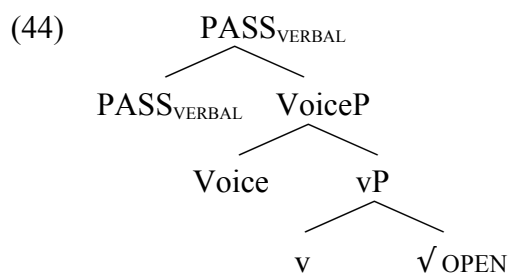 (44) PASSVERBAL
PASSVERBAL VoiceP
Voice vP
v √ OPEN